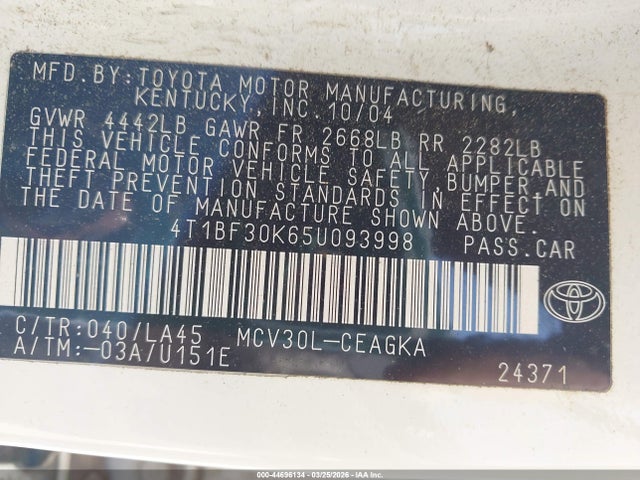 MFD.BY:TOYOTA MOTOR MANUFACTURING,
KENTUCKY,INC.10/04
GVWR 4442LB GAWR FR 2668LB RR 2282LB
THIS VEHICLE CONFORMS TO ALL APPLICABLE
FEDERAL MOTOR VEHICLE SAFETY,BUMPER,AND
THEFT PREVENTION STANDARDS IN EFFECT ON
THE DATE OF MANUFACTURE SHOWN ABOVE.
4T1BF30K65U093998 PASS.CAR
C/TR:040/LA45 MCV30L-CEAGKA
A/TM:-03A/U151E
24371
000-44696134 | 03/25/2026 | IAA Corp.